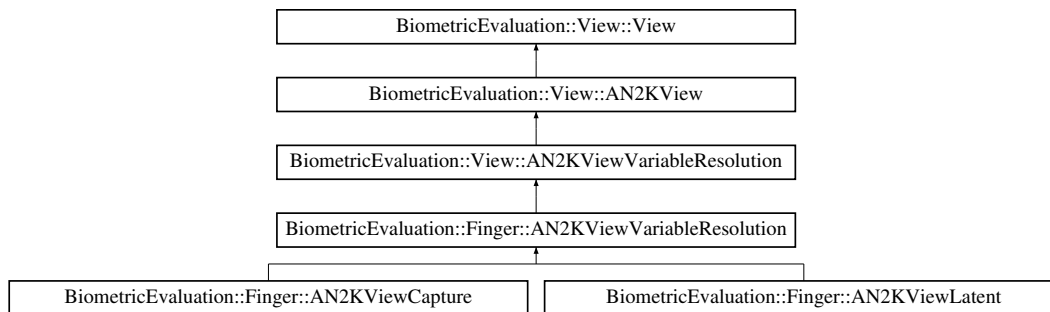 BiometricEvaluation::View::View
BiometricEvaluation::View::AN2KView
BiometricEvaluation::View::AN2KViewVariableResolution
BiometricEvaluation::Finger::AN2KViewVariableResolution
BiometricEvaluation::Finger::AN2KViewCapture
BiometricEvaluation::Finger::AN2KViewLatent